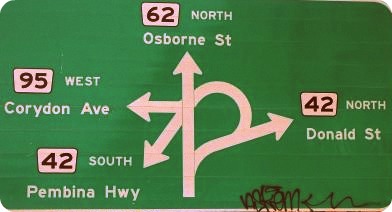 62 NORTH
Osborne St
95 WEST
Corydon Ave
42 NORTH
Donald St
42 SOUTH
Pembina Hwy